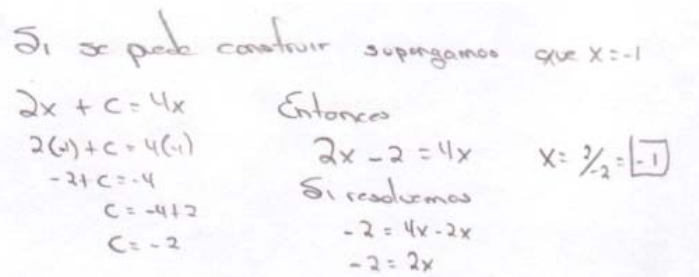 Si se puede construir supongamos que x=-1
2x + c = 4x
2(-1)+c = 4(-1)
-2+c=-4
c=-4+2
c=-2
Entonces
2x-2=4x
Si resolvemos
-2=4x-2x
-2=2x
x= 2/-2 = -1